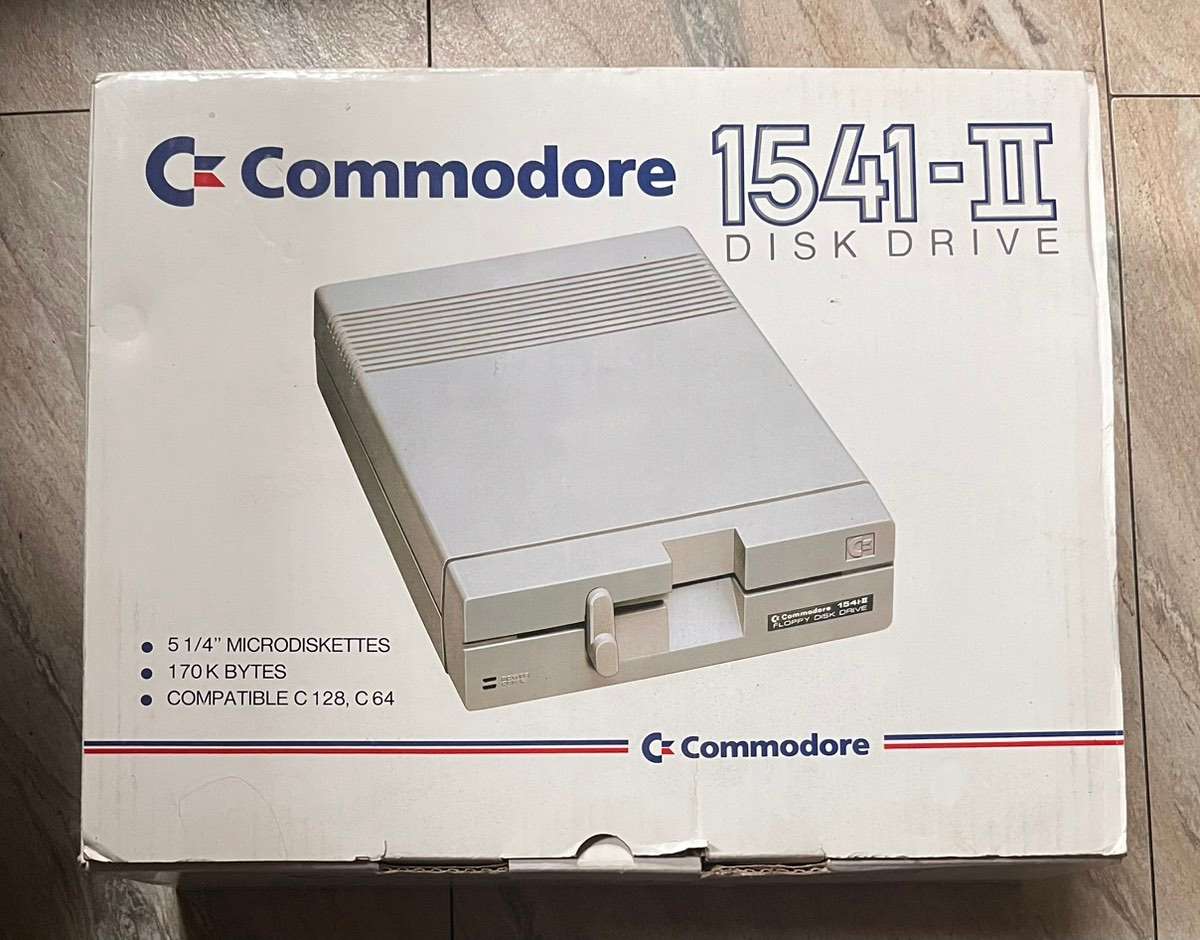 Commodore
1541-II
DISK DRIVE
Commodore 1541-II
FLOPPY DISK DRIVE
• 5 1/4” MICRODISKETTES
• 170 K BYTES
• COMPATIBLE C 128, C 64
Commodore